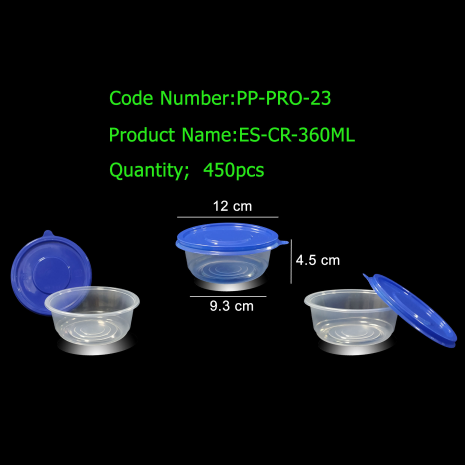 Code Number:PP-PRO-23
Product Name:ES-CR-360ML
Quantity;  450pcs
12 cm
4.5 cm
9.3 cm